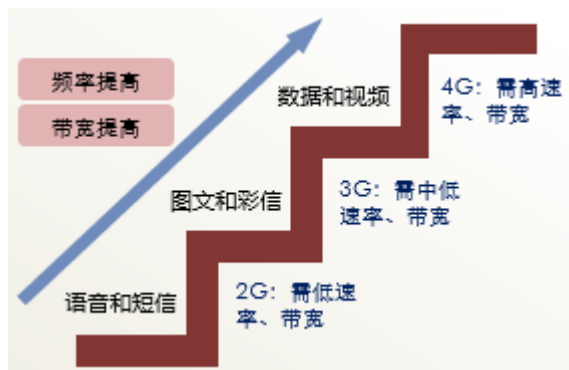 频率提高
带宽提高
数据和视频
4G：需高速
率、带宽
图文和彩信
3G：需中低
速率、带宽
语音和短信
2G：需低速
率、带宽